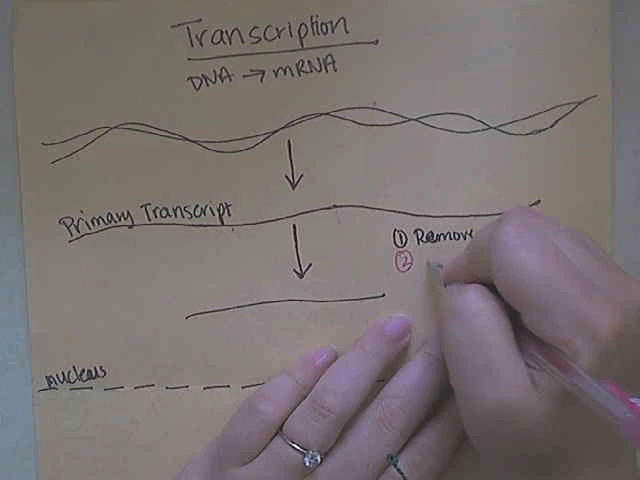 Transcription
DNA → mRNA
Primary Transcript
① Remove
②
nucleus